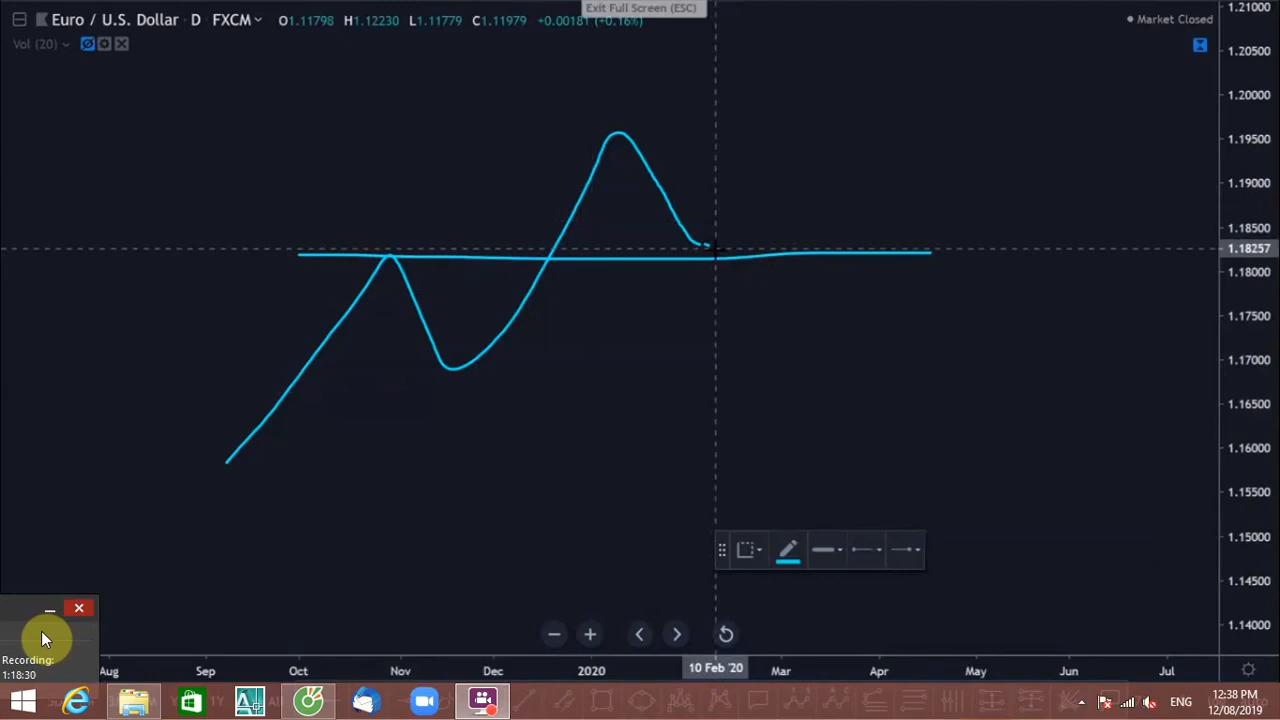 Exit Full Screen (ESC)
Euro / U.S. Dollar D FXCM O1.11798 H1.12230 L1.11779 C1.11979 +0.00181 (+0.16%)
Market Closed
Vol (20)
1.21000
1.20500
1.20000
1.19500
1.19000
1.18500
1.18257
1.18000
1.17500
1.17000
1.16500
1.16000
1.15500
1.15000
1.14500
1.14000
Aug Sep Oct Nov Dec 2020 10 Feb '20 Mar Apr May Jun Jul
Recording:
1:18:30
ENG
12:38 PM
12/08/2019